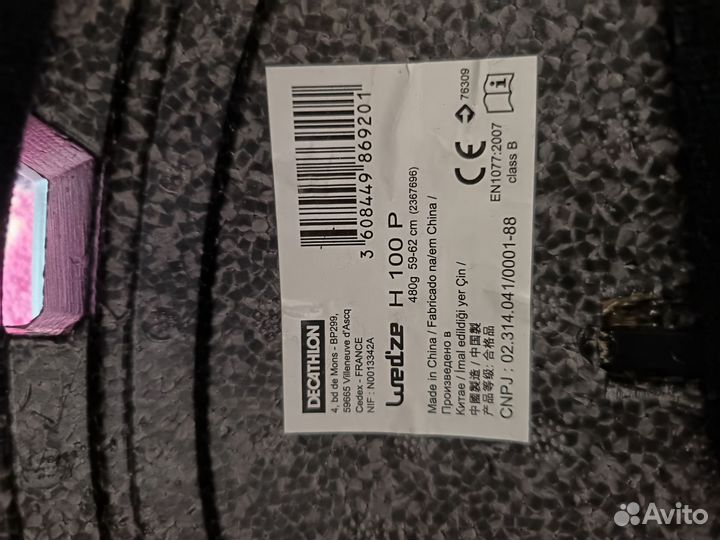 DECATHLON
4, bd de Mons - BP299,
59665 Villeneuve d'Ascq
Cedex - FRANCE
NIF : N0013342A
3 608449 869201
Wed'ze H 100 P
480g 59-62 cm (2367696)
Made in China / Fabricado na/em China /
Произведено в
Китае / İmal edildiği yer Çin /
中國製造 / 中国製
产品等级/合格品
CNPJ : 02.314.041/0001-88
CE
76309
EN1077:2007
class B
Avito